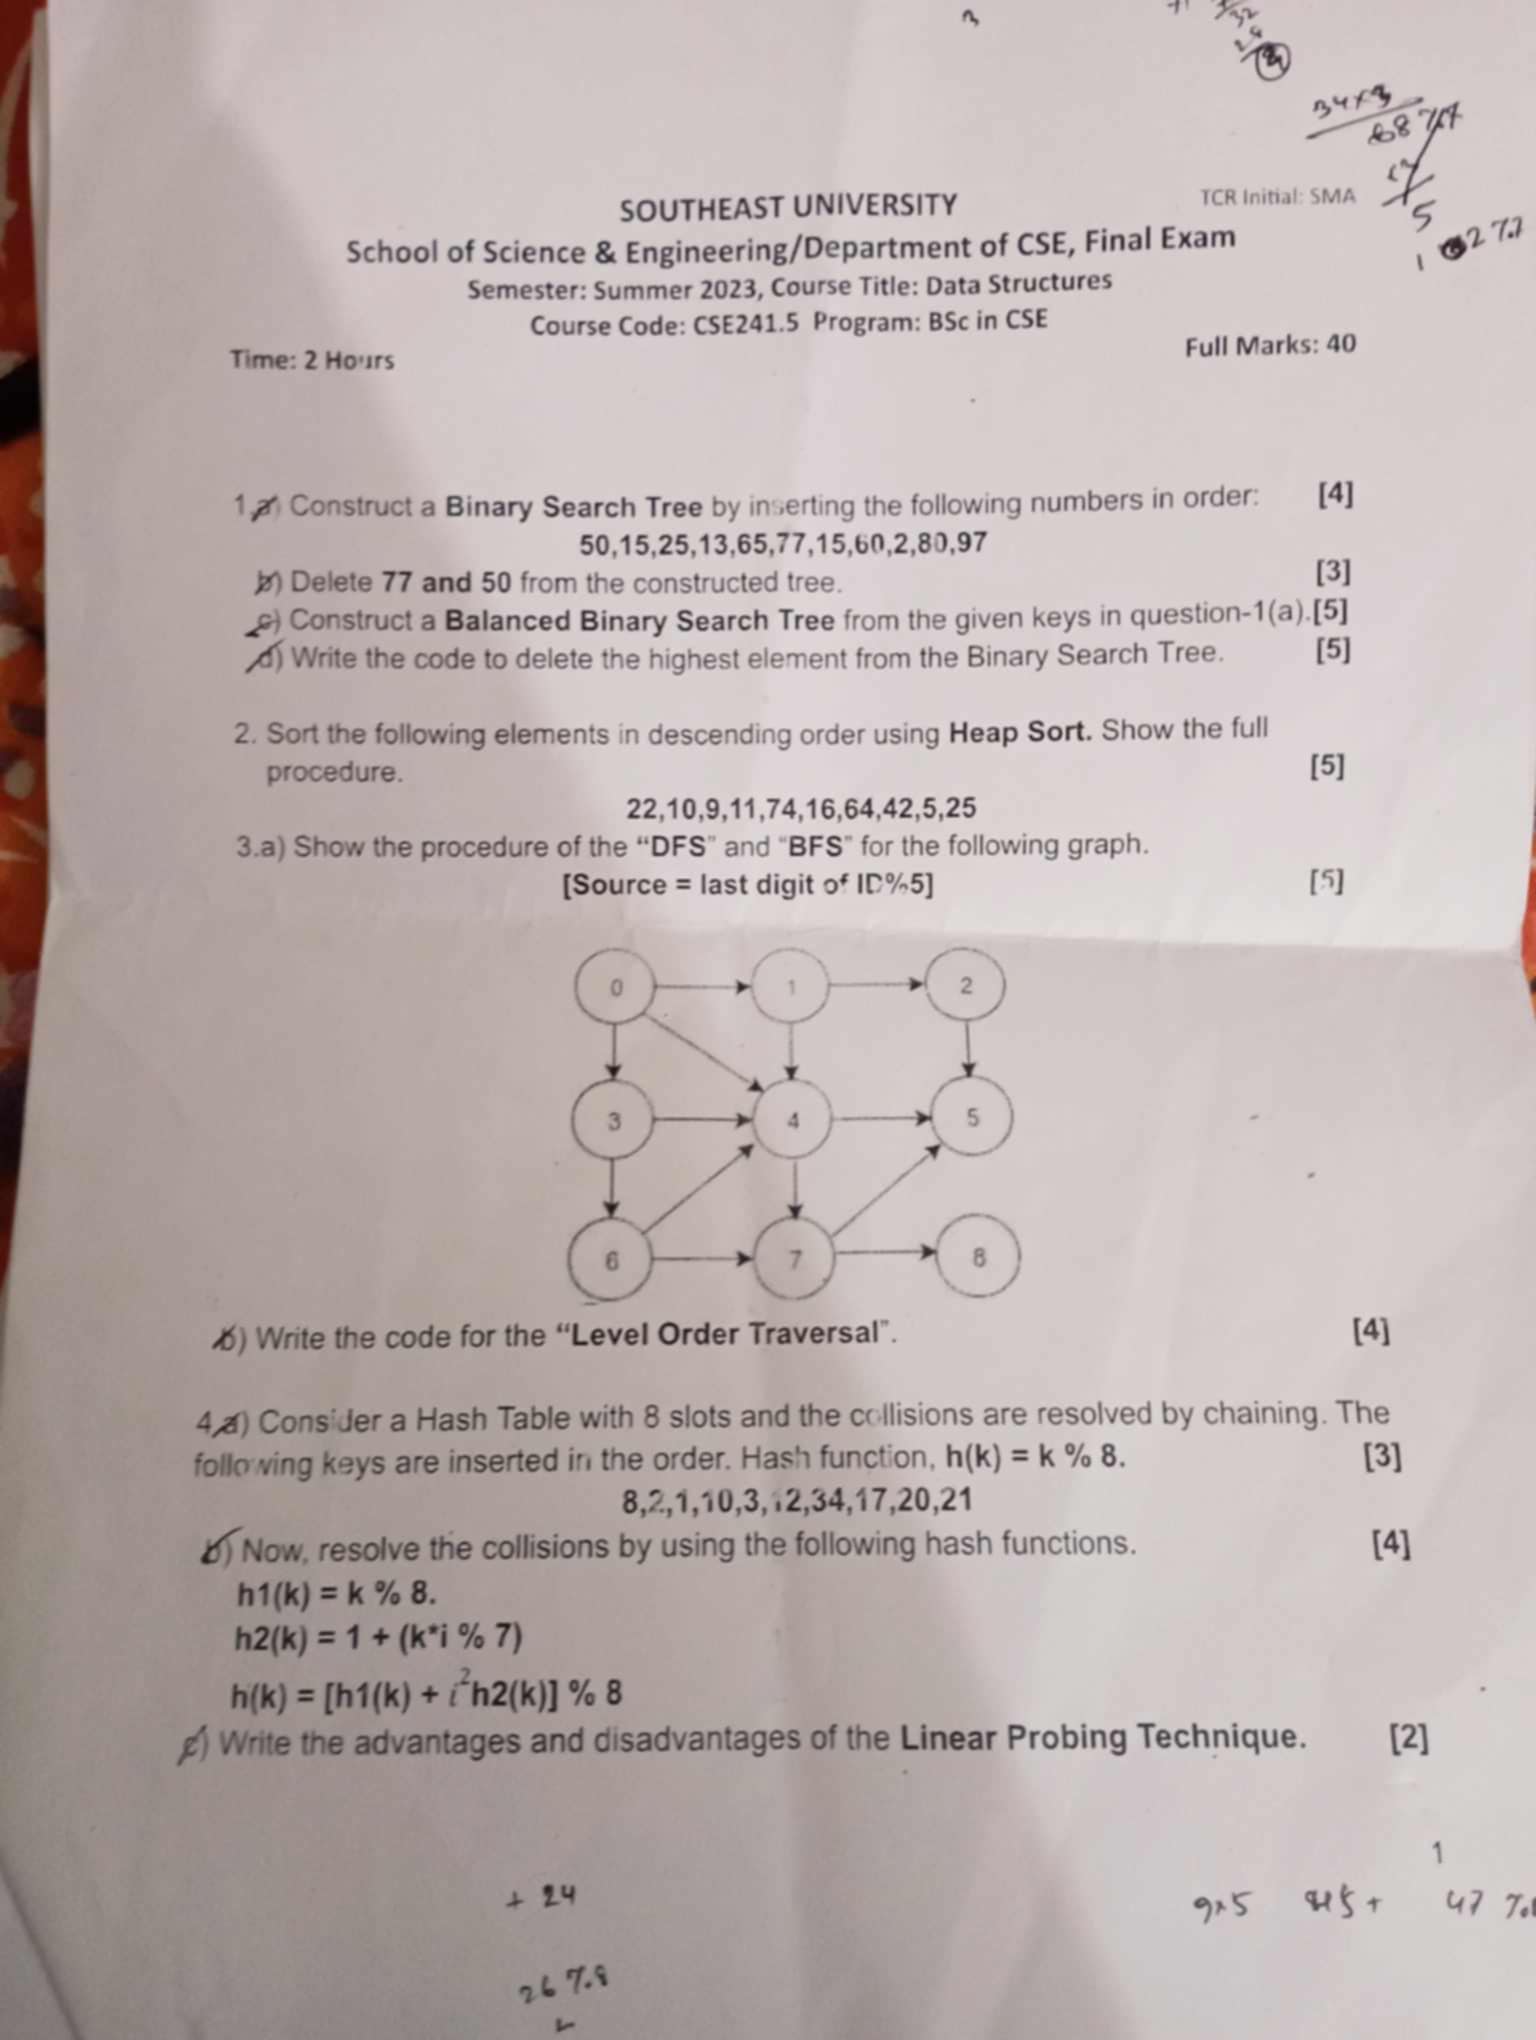 3
32
34×3
TCR Initial: SMA
SOUTHEAST UNIVERSITY
School of Science & Engineering/Department of CSE, Final Exam
Semester: Summer 2023, Course Title: Data Structures
Course Code: CSE241.5 Program: BSc in CSE
Time: 2 Hours
Full Marks: 40
1.a) Construct a Binary Search Tree by inserting the following numbers in order: [4]
50,15,25,13,65,77,15,60,2,80,97
b) Delete 77 and 50 from the constructed tree. [3]
c) Construct a Balanced Binary Search Tree from the given keys in question-1(a).[5]
d) Write the code to delete the highest element from the Binary Search Tree. [5]
2. Sort the following elements in descending order using Heap Sort. Show the full
procedure. [5]
22,10,9,11,74,16,64,42,5,25
3.a) Show the procedure of the “DFS” and “BFS” for the following graph.
[Source = last digit of ID%5] [5]
0 1 2
3 4 5
6 7 8
b) Write the code for the “Level Order Traversal”. [4]
4.a) Consider a Hash Table with 8 slots and the collisions are resolved by chaining. The
following keys are inserted in the order. Hash function, h(k) = k % 8. [3]
8,2,1,10,3,12,34,17,20,21
b) Now, resolve the collisions by using the following hash functions. [4]
h1(k) = k % 8.
h2(k) = 1 + (k*i % 7)
h(k) = [h1(k) + i²h2(k)] % 8
c) Write the advantages and disadvantages of the Linear Probing Technique. [2]
1
+ 24
9×5 47
26 %8